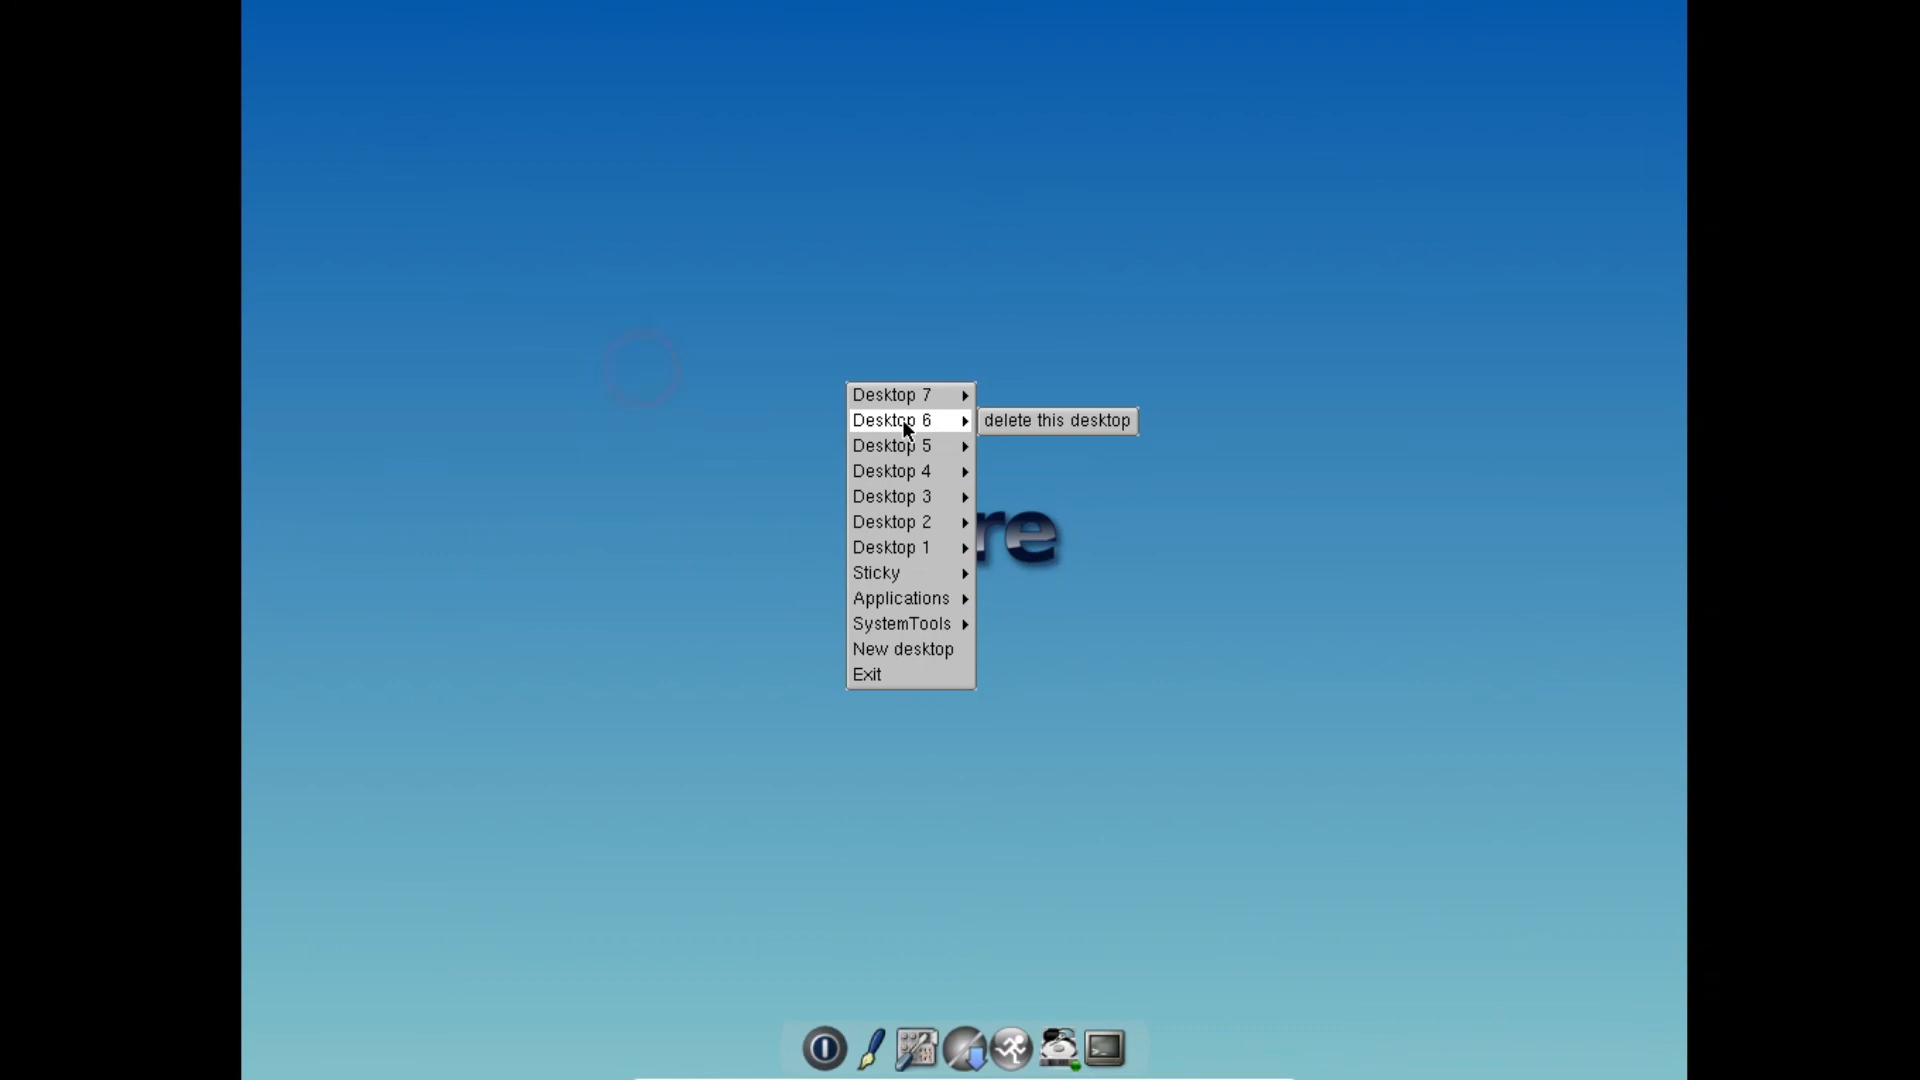 Desktop 7
Desktop 6
delete this desktop
Desktop 5
Desktop 4
Desktop 3
Desktop 2
Desktop 1
re
Sticky
Applications
SystemTools
New desktop
Exit